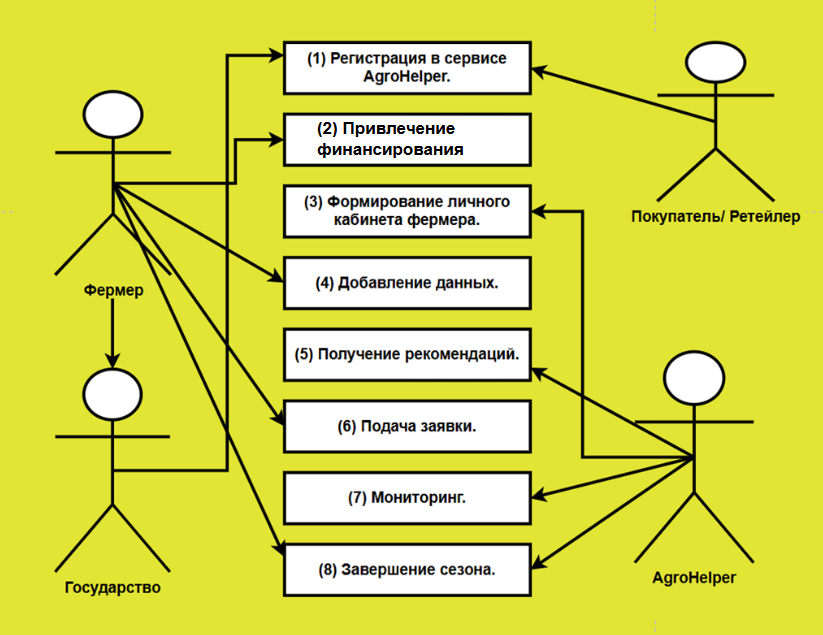 (1) Регистрация в сервисе
AgroHelper.
(2) Привлечение
финансирования
(3) Формирование личного
кабинета фермера.
(4) Добавление данных.
(5) Получение рекомендаций.
(6) Подача заявки.
(7) Мониторинг.
(8) Завершение сезона.
Фермер
Государство
Покупатель/ Ретейлер
AgroHelper